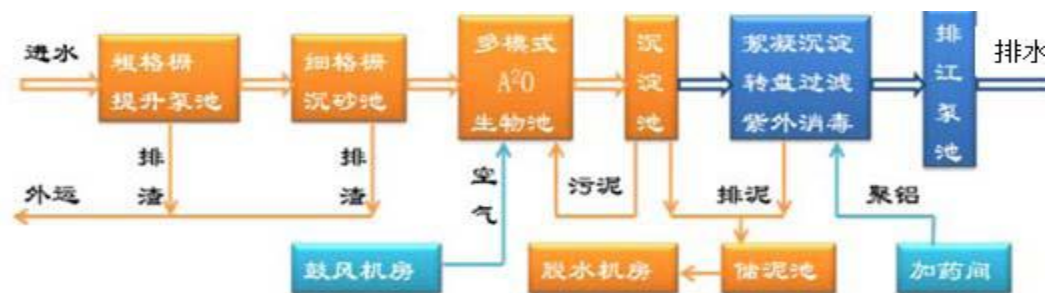 进水
粗格栅
提升泵池
细格栅
沉砂池
多模式
A²O
生物池
沉
淀
池
絮凝沉淀
转盘过滤
紫外消毒
排
江
泵
池
排水
外运
排
渣
排
渣
空
气
污泥
排泥
聚铝
鼓风机房
脱水机房
储泥池
加药间